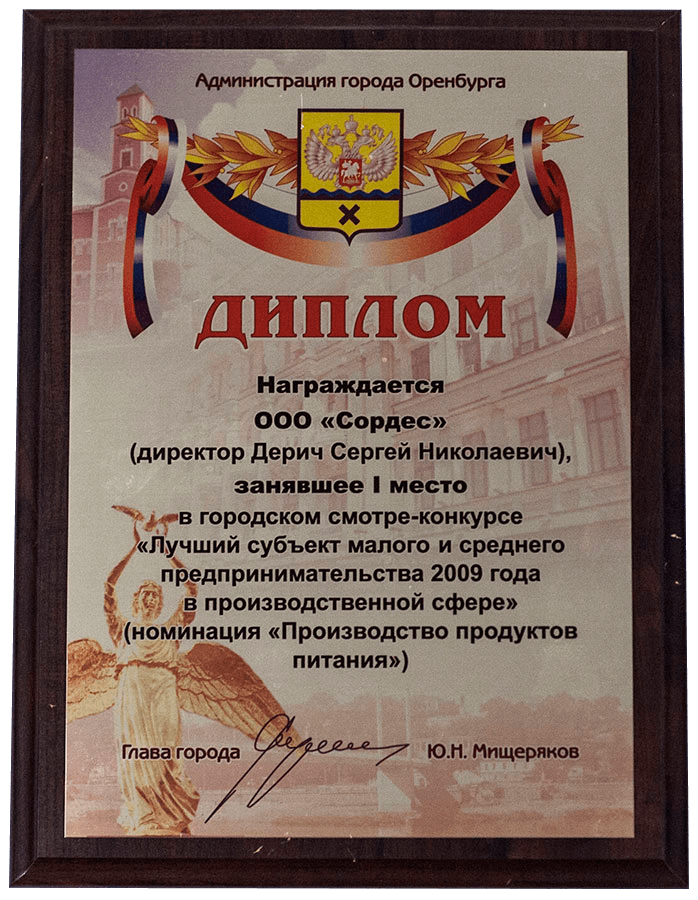 Администрация города Оренбурга
ДИПЛОМ
Награждается
ООО «Сордес»
(директор Дерич Сергей Николаевич),
занявшее I место
в городском смотре-конкурсе
«Лучший субъект малого и среднего
предпринимательства 2009 года
в производственной сфере»
(номинация «Производство продуктов
питания»)
Глава города Ю.Н. Мищеряков